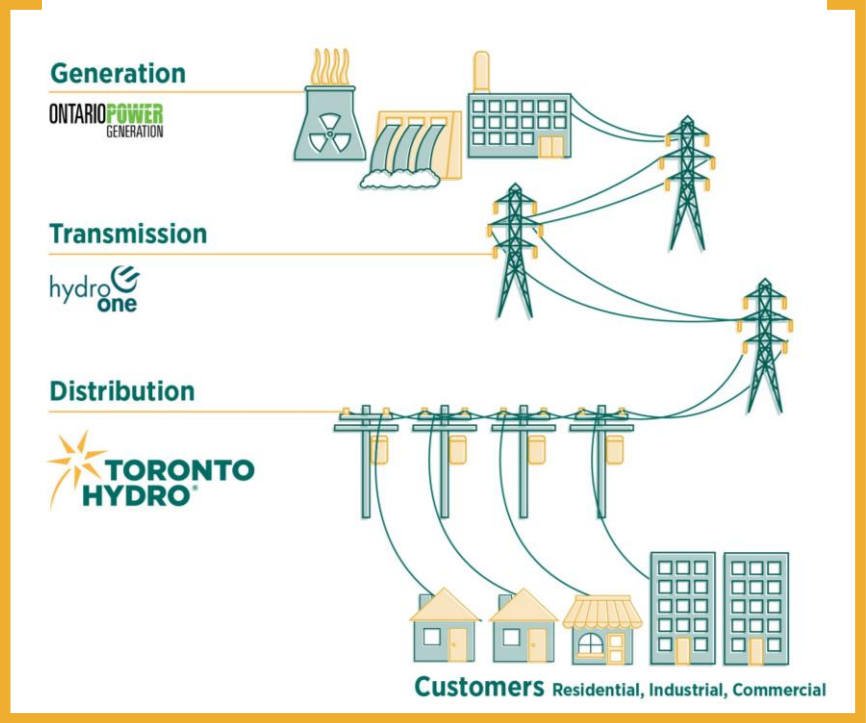 Generation
ONTARIOPOWER
GENERATION
Transmission
hydro
one
Distribution
TORONTO
HYDRO®
Customers Residential, Industrial, Commercial